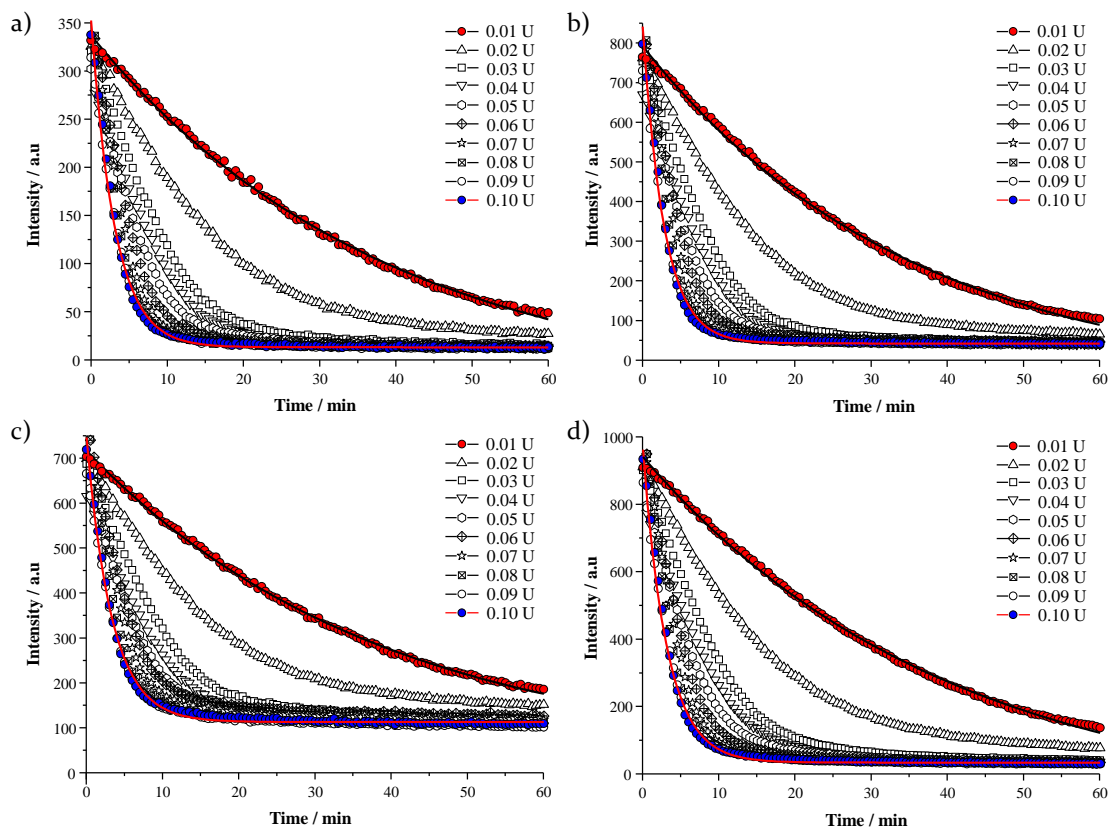 a)
Intensity / a.u
350
300
250
200
150
100
50
0
0 10 20 30 40 50 60
Time / min
0.01 U
0.02 U
0.03 U
0.04 U
0.05 U
0.06 U
0.07 U
0.08 U
0.09 U
0.10 U
b)
Intensity / a.u
800
700
600
500
400
300
200
100
0
0 10 20 30 40 50 60
Time / min
0.01 U
0.02 U
0.03 U
0.04 U
0.05 U
0.06 U
0.07 U
0.08 U
0.09 U
0.10 U
c)
Intensity / a.u
700
600
500
400
300
200
100
0
0 10 20 30 40 50 60
Time / min
0.01 U
0.02 U
0.03 U
0.04 U
0.05 U
0.06 U
0.07 U
0.08 U
0.09 U
0.10 U
d)
Intensity / a.u
1000
800
600
400
200
0
0 10 20 30 40 50 60
Time / min
0.01 U
0.02 U
0.03 U
0.04 U
0.05 U
0.06 U
0.07 U
0.08 U
0.09 U
0.10 U